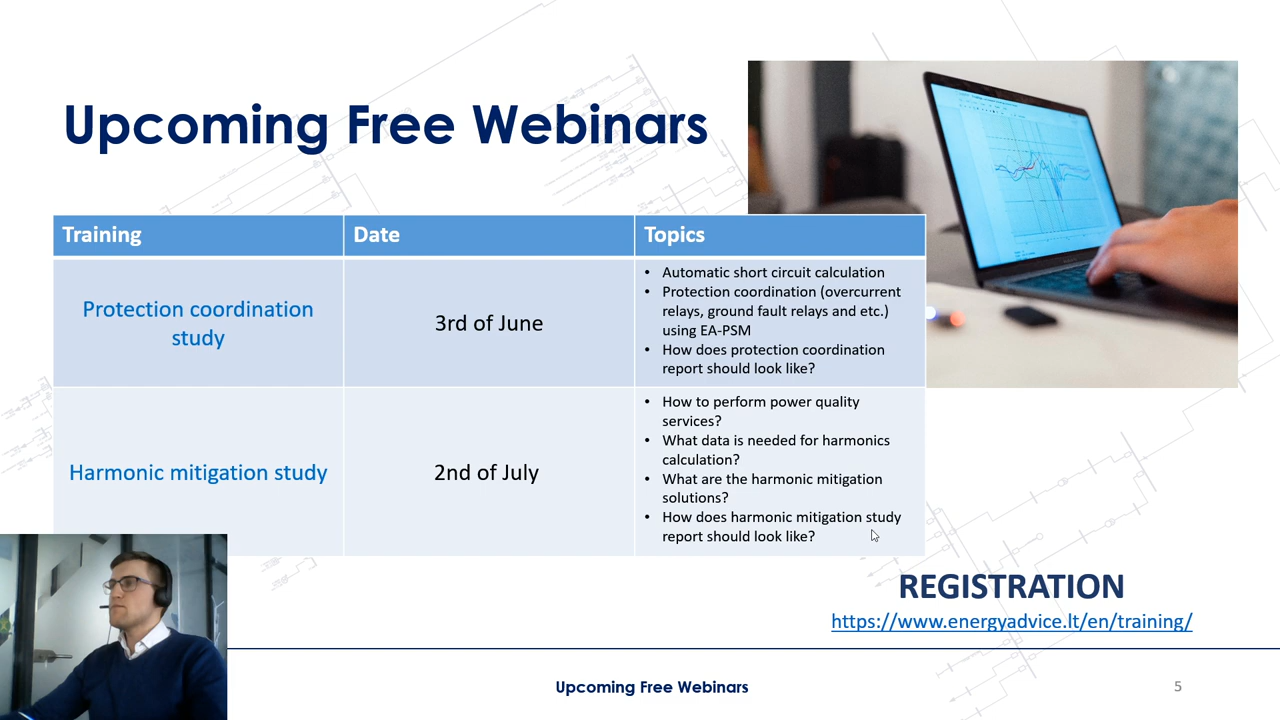 Upcoming Free Webinars
Training
Date
Topics
Protection coordination
study
3rd of June
• Automatic short circuit calculation
• Protection coordination (overcurrent
relays, ground fault relays and etc.)
using EA-PSM
• How does protection coordination
report should look like?
Harmonic mitigation study
2nd of July
• How to perform power quality
services?
• What data is needed for harmonics
calculation?
• What are the harmonic mitigation
solutions?
• How does harmonic mitigation study
report should look like?
REGISTRATION
https://www.energyadvice.lt/en/training/
Upcoming Free Webinars
5